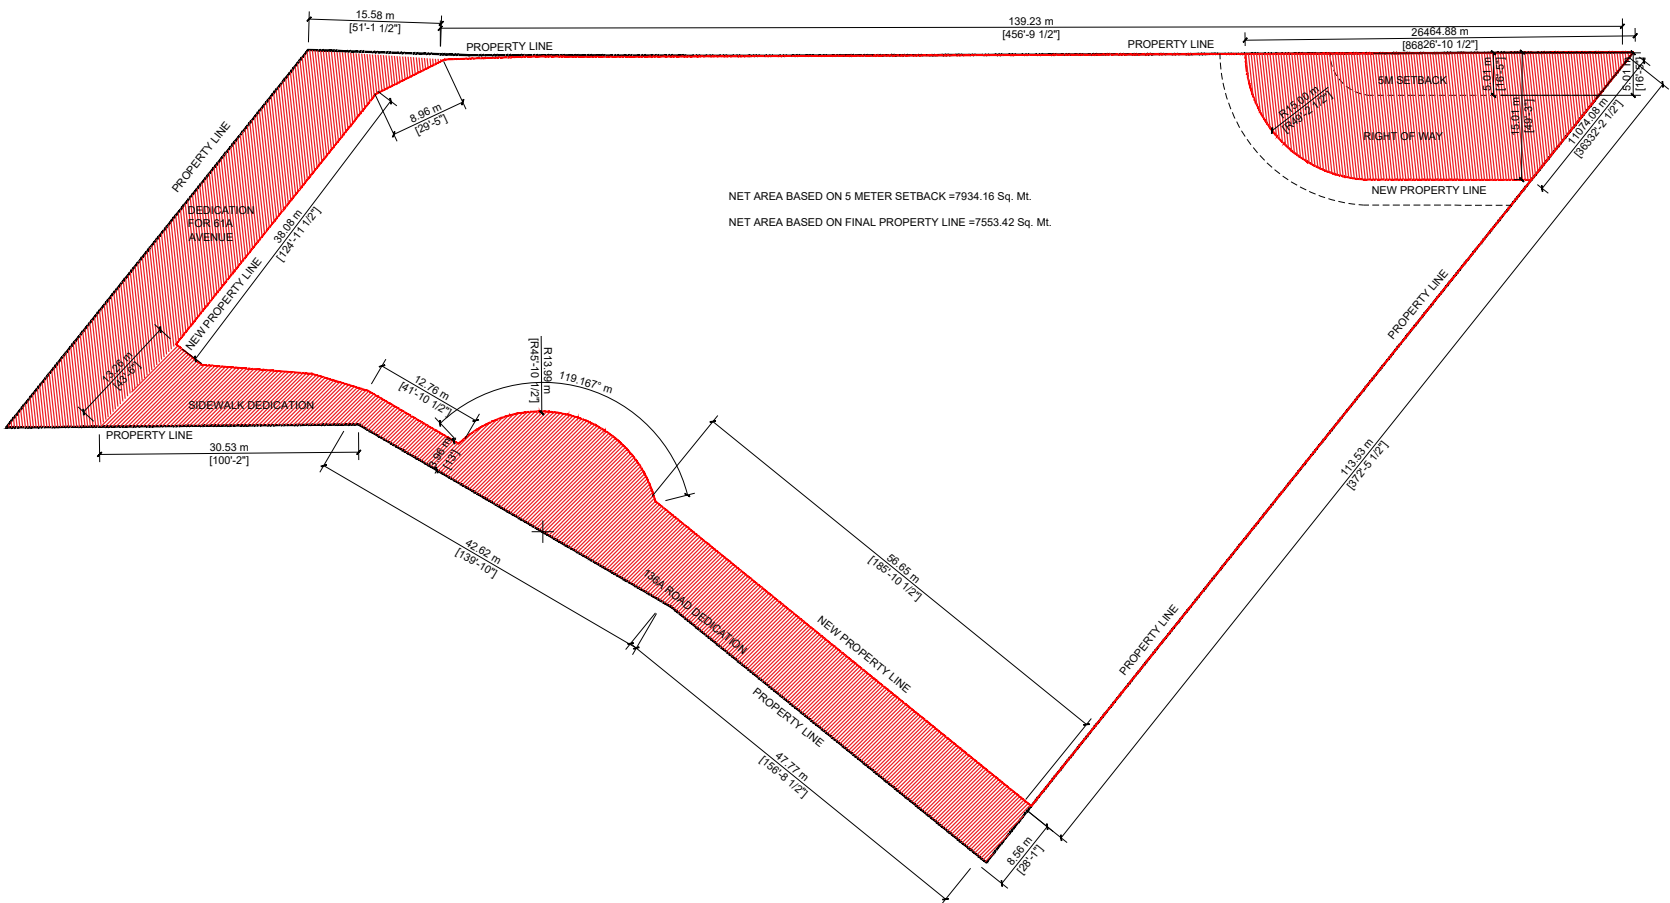 15.58 m
[51'-1 1/2"]
139.23 m
[456'-9 1/2"]
26464.88 m
[86826'-10 1/2"]
PROPERTY LINE
PROPERTY LINE
5M SETBACK
5.01 m
[16'-5"]
5.01 m
[16'-5"]
15.01 m
[49'-3"]
R15.00 m
[R49'-2 1/2"]
RIGHT OF WAY
11074.08 m
[36332'-2 1/2"]
NEW PROPERTY LINE
8.96 m
[29'-5"]
PROPERTY LINE
DEDICATION
FOR 61A
AVENUE
38.08 m
[124'-11 1/2"]
NEW PROPERTY LINE
NET AREA BASED ON 5 METER SETBACK =7934.16 Sq. Mt.
NET AREA BASED ON FINAL PROPERTY LINE =7553.42 Sq. Mt.
PROPERTY LINE
13.26 m
[43'-6"]
SIDEWALK DEDICATION
PROPERTY LINE
30.53 m
[100'-2"]
12.76 m
[41'-10 1/2"]
R13.99 m
[R45'-10 1/2"]
119.167° m
3.96 m
[13']
42.62 m
[139'-10"]
136A ROAD DEDICATION
56.65 m
[185'-10 1/2"]
NEW PROPERTY LINE
PROPERTY LINE
47.77 m
[156'-8 1/2"]
PROPERTY LINE
113.53 m
[372'-5 1/2"]
8.56 m
[28'-1"]